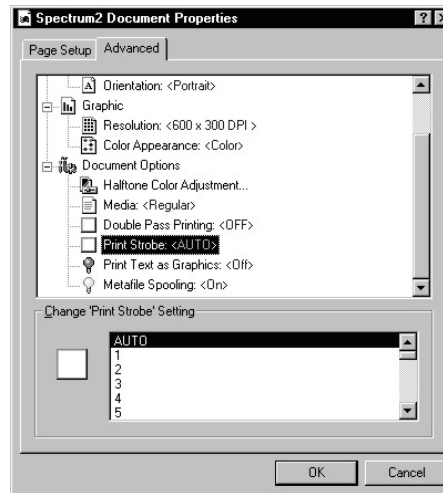 Spectrum2 Document Properties
Page Setup Advanced
Orientation: <Portrait>
Graphic
Resolution: <600 x 300 DPI >
Color Appearance: <Color>
Document Options
Halftone Color Adjustment...
Media: <Regular>
Double Pass Printing: <OFF>
Print Strobe: <AUTO>
Print Text as Graphics: <Off>
Metafile Spooling: <On>
Change 'Print Strobe' Setting
AUTO
1
2
3
4
5
OK Cancel